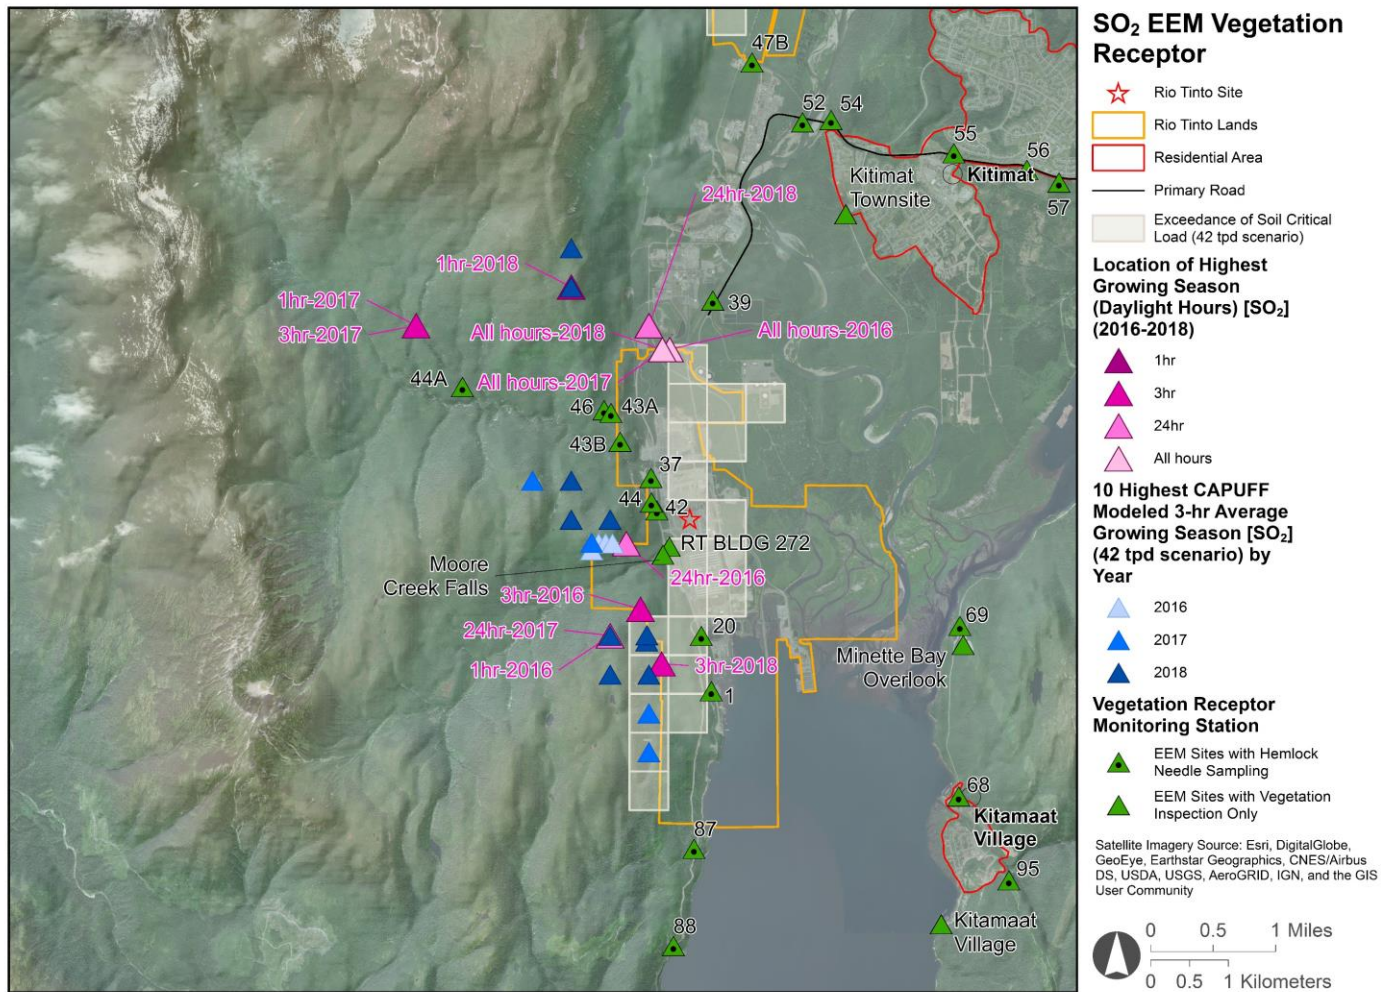 47B
52
54
55
56
Kitimat
57
Kitimat
Townsite
24hr-2018
1hr-2018
1hr-2017
3hr-2017
39
All hours-2018
All hours-2016
All hours-2017
44A
46
43A
43B
37
44
42
RT BLDG 272
Moore
Creek Falls
24hr-2016
3hr-2016
24hr-2017
1hr-2016
20
3hr-2018
1
69
Minette Bay
Overlook
68
Kitamaat
Village
87
95
88
Kitamaat
Village
SO₂ EEM Vegetation
Receptor
Rio Tinto Site
Rio Tinto Lands
Residential Area
Primary Road
Exceedance of Soil Critical
Load (42 tpd scenario)
Location of Highest
Growing Season
(Daylight Hours) [SO₂]
(2016-2018)
1hr
3hr
24hr
All hours
10 Highest CAPUFF
Modeled 3-hr Average
Growing Season [SO₂]
(42 tpd scenario) by
Year
2016
2017
2018
Vegetation Receptor
Monitoring Station
EEM Sites with Hemlock
Needle Sampling
EEM Sites with Vegetation
Inspection Only
Satellite Imagery Source: Esri, DigitalGlobe,
GeoEye, Earthstar Geographics, CNES/Airbus
DS, USDA, USGS, AeroGRID, IGN, and the GIS
User Community
0 0.5 1 Miles
0 0.5 1 Kilometers